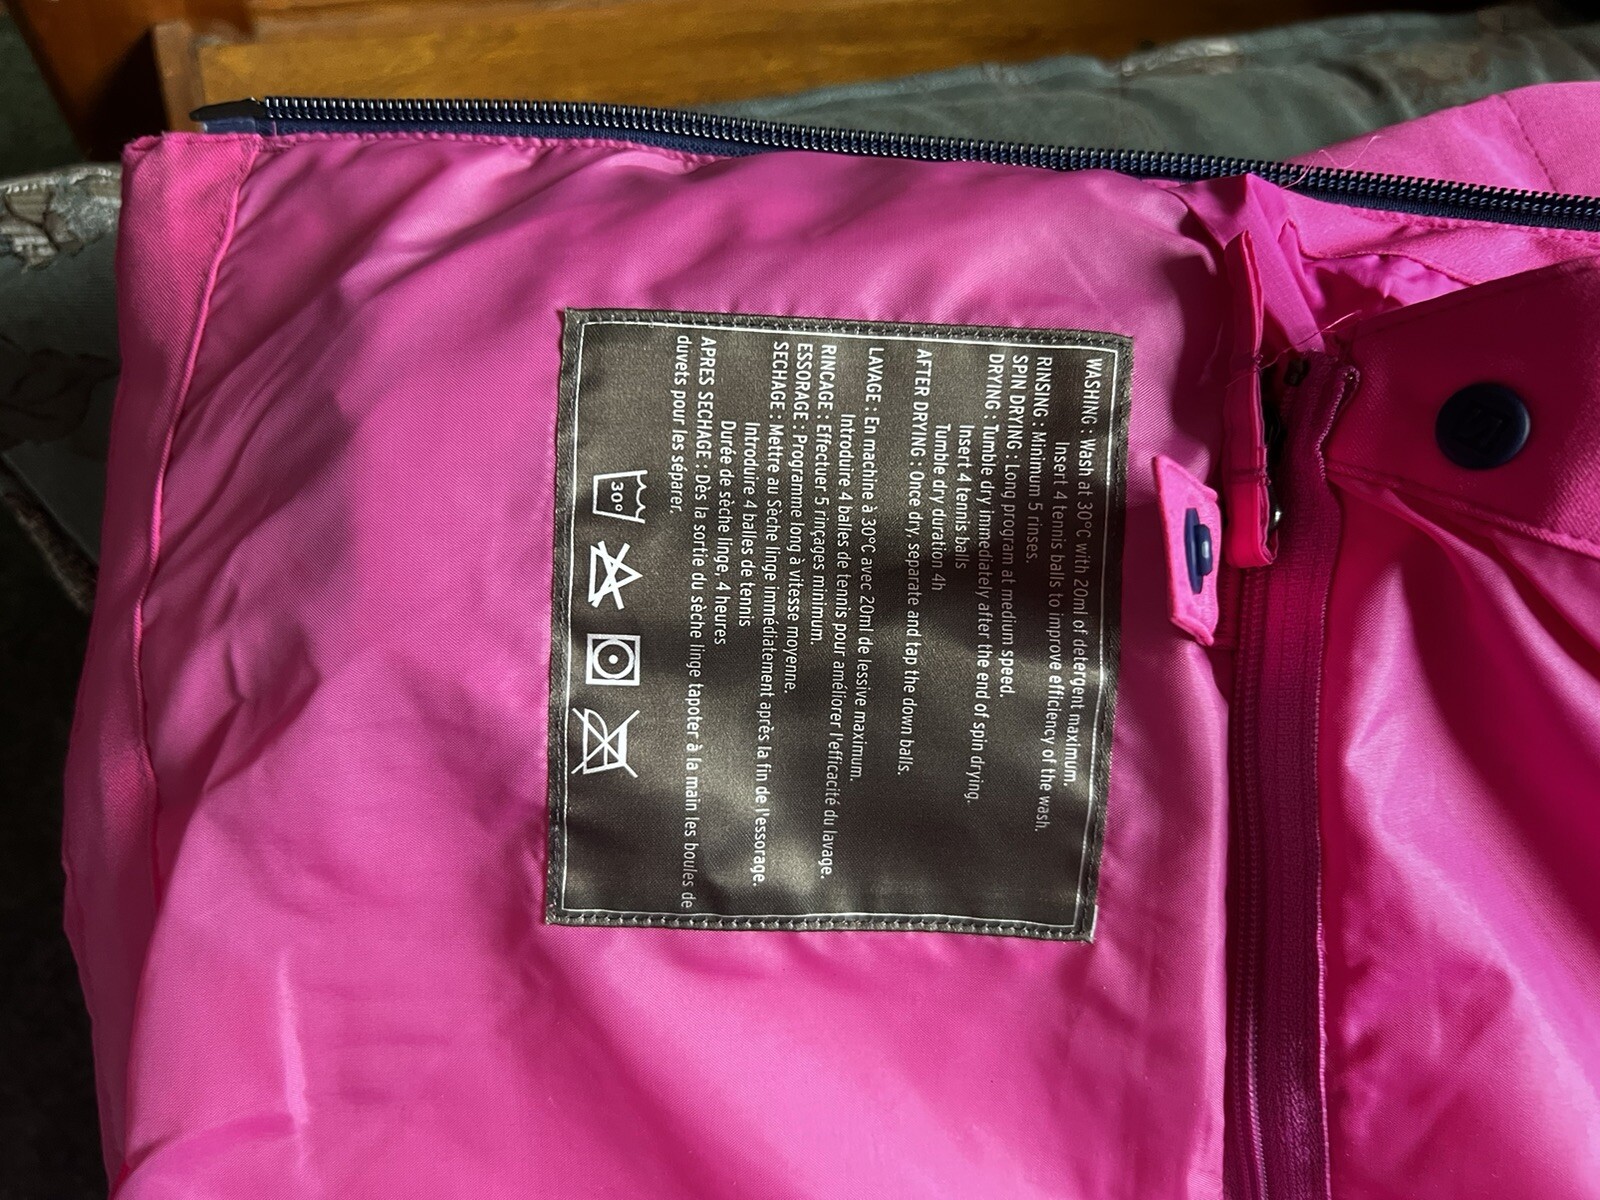 WASHING : Wash at 30°C with 20ml of detergent maximum.
Insert 4 tennis balls to improve efficiency of the wash.
RINSING : Minimum 5 rinses.
SPIN DRYING : Long program at medium speed.
DRYING : Tumble dry immediately after the end of spin drying.
Insert 4 tennis balls
Tumble dry duration 4h
AFTER DRYING : Once dry, separate and tap the down balls.
LAVAGE : En machine à 30°C avec 20ml de lessive maximum.
Introduire 4 balles de tennis pour améliorer l'efficacité du lavage.
RINCAGE : Effectuer 5 rinçages minimum.
ESSORAGE : Programme long à vitesse moyenne.
SECHAGE : Mettre au Sèche linge immédiatement après la fin de l'essorage.
Introduire 4 balles de tennis
Durée de sèche linge, 4 heures
APRES SECHAGE : Dès la sortie du sèche linge tapoter à la main les boules de
duvets pour les séparer.
30°